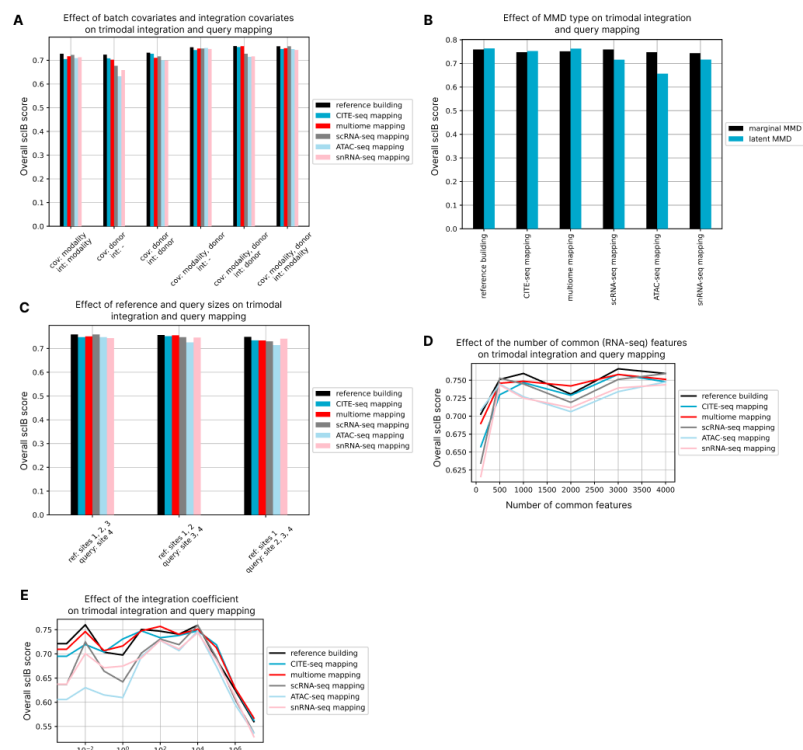 A
Effect of batch covariates and integration covariates
on trimodal integration and query mapping
Overall scIB score
0.7
0.6
0.5
0.4
0.3
0.2
0.1
0.0
cov: modality
int: modality
cov: donor
int: -
cov: donor
int: donor
cov: modality, donor
int: -
cov: modality, donor
int: donor
cov: modality, donor
int: modality
reference building
CITE-seq mapping
multiome mapping
scRNA-seq mapping
ATAC-seq mapping
snRNA-seq mapping
B
Effect of MMD type on trimodal integration
and query mapping
Overall scIB score
0.8
0.7
0.6
0.5
0.4
0.3
0.2
0.1
0.0
reference building
CITE-seq mapping
multiome mapping
scRNA-seq mapping
ATAC-seq mapping
snRNA-seq mapping
marginal MMD
latent MMD
C
Effect of reference and query sizes on trimodal
integration and query mapping
Overall scIB score
0.7
0.6
0.5
0.4
0.3
0.2
0.1
0.0
ref: sites 1, 2, 3
query: site 4
ref: sites 1, 2
query: site 3, 4
ref: sites 1
query: site 2, 3, 4
reference building
CITE-seq mapping
multiome mapping
scRNA-seq mapping
ATAC-seq mapping
snRNA-seq mapping
D
Effect of the number of common (RNA-seq) features
on trimodal integration and query mapping
Overall scIB score
0.750
0.725
0.700
0.675
0.650
0.625
0 500 1000 1500 2000 2500 3000 3500 4000
Number of common features
reference building
CITE-seq mapping
multiome mapping
scRNA-seq mapping
ATAC-seq mapping
snRNA-seq mapping
E
Effect of the integration coefficient
on trimodal integration and query mapping
Overall scIB score
0.75
0.70
0.65
0.60
0.55
reference building
CITE-seq mapping
multiome mapping
scRNA-seq mapping
ATAC-seq mapping
snRNA-seq mapping